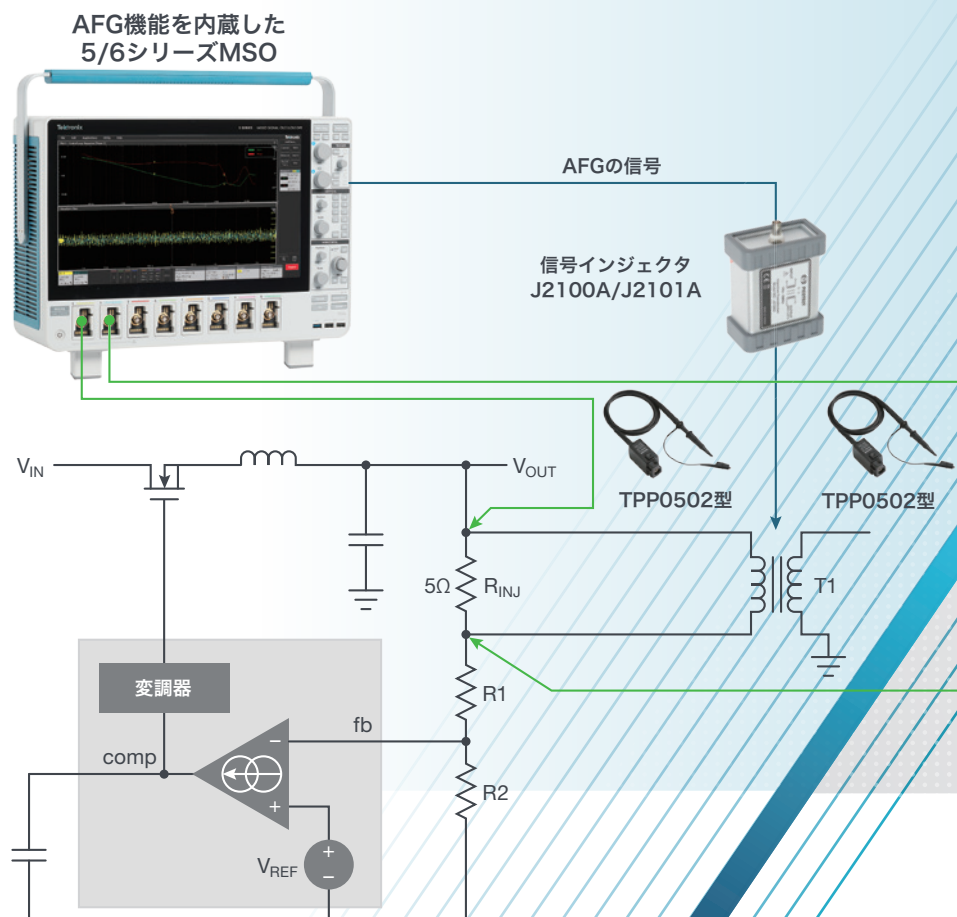 AFG機能を内蔵した
5/6シリーズMSO
Tektronix
AFGの信号
信号インジェクタ
J2100A/J2101A
TPP0502型
TPP0502型
VIN
VOUT
5Ω
RINJ
T1
変調器
R1
fb
comp
−
+
R2
VREF
+
−